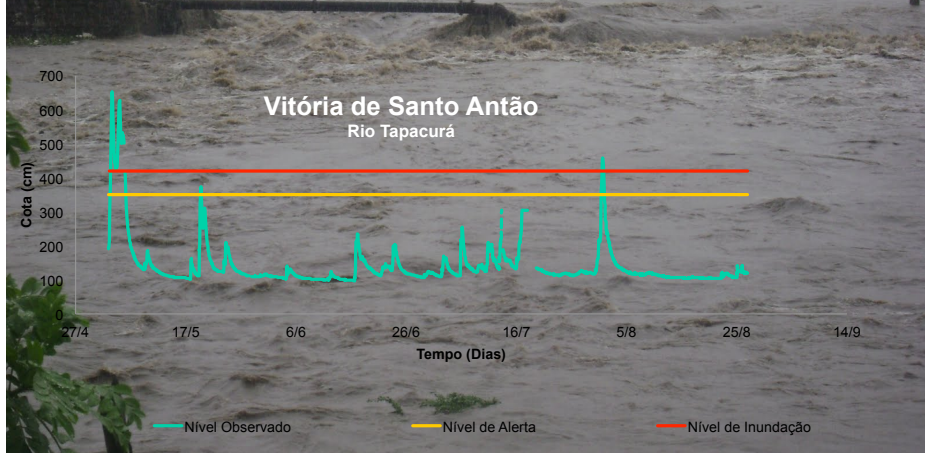 Vitória de Santo Antão
Rio Tapacurá
Cota (cm)
700
600
500
400
300
200
100
0
27/4 17/5 6/6 26/6 16/7 5/8 25/8 14/9
Tempo (Dias)
Nível Observado Nível de Alerta Nível de Inundação